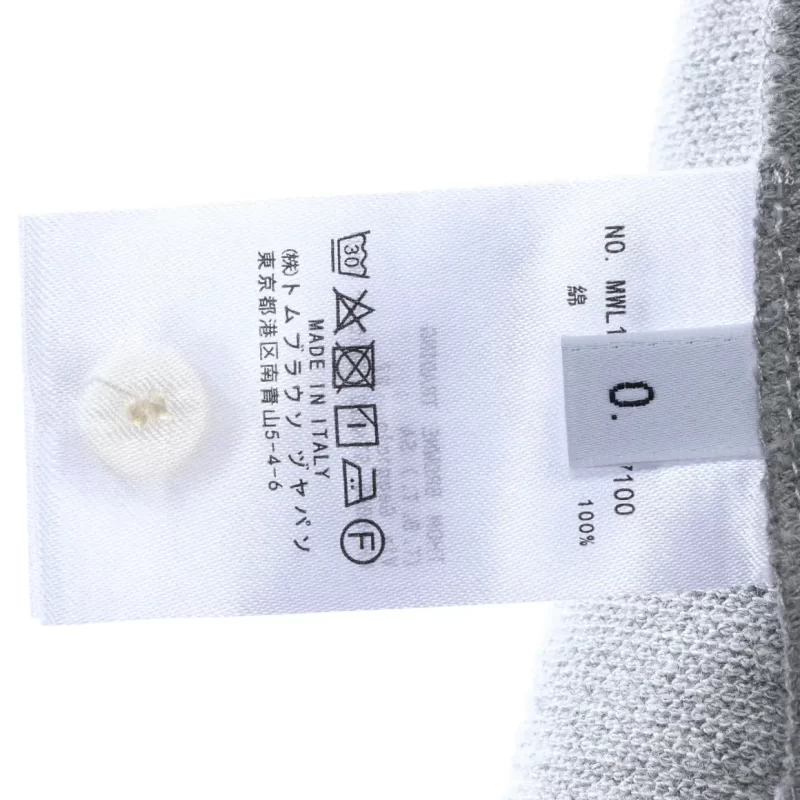 NO. MWL1 7100
綿 100%
0.
30
F
MADE IN ITALY
(株)トムブラウン ジャパン
東京都港区南青山5-4-6